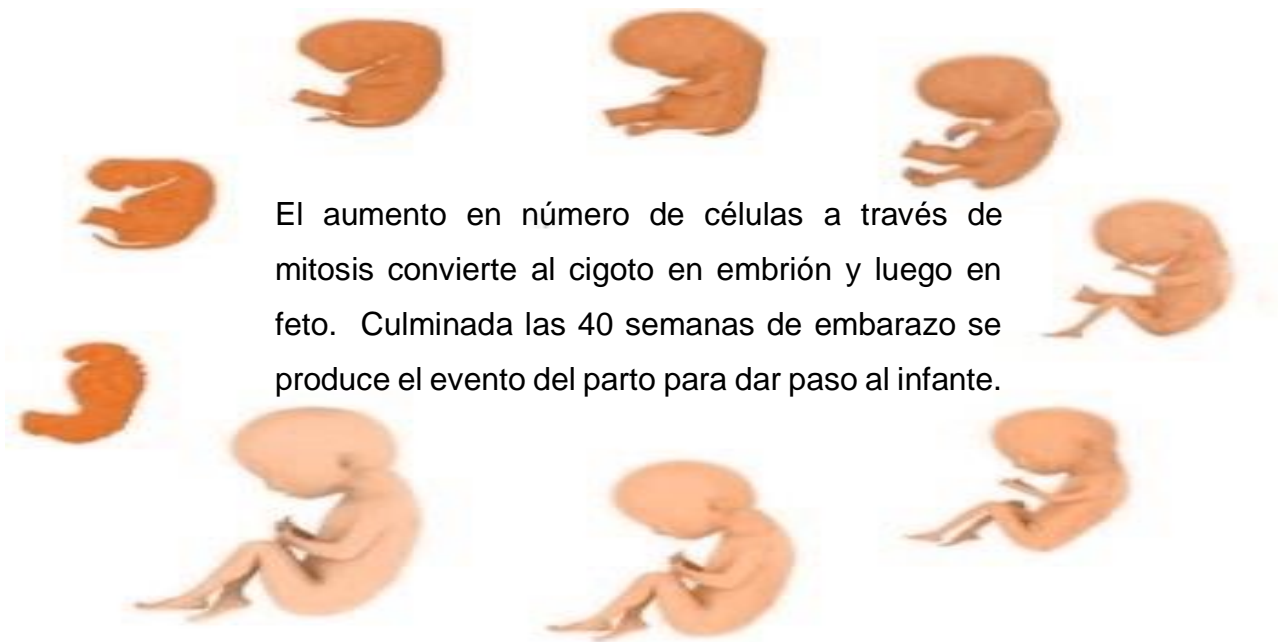 El aumento en número de células a través de
mitosis convierte al cigoto en embrión y luego en
feto. Culminada las 40 semanas de embarazo se
produce el evento del parto para dar paso al infante.